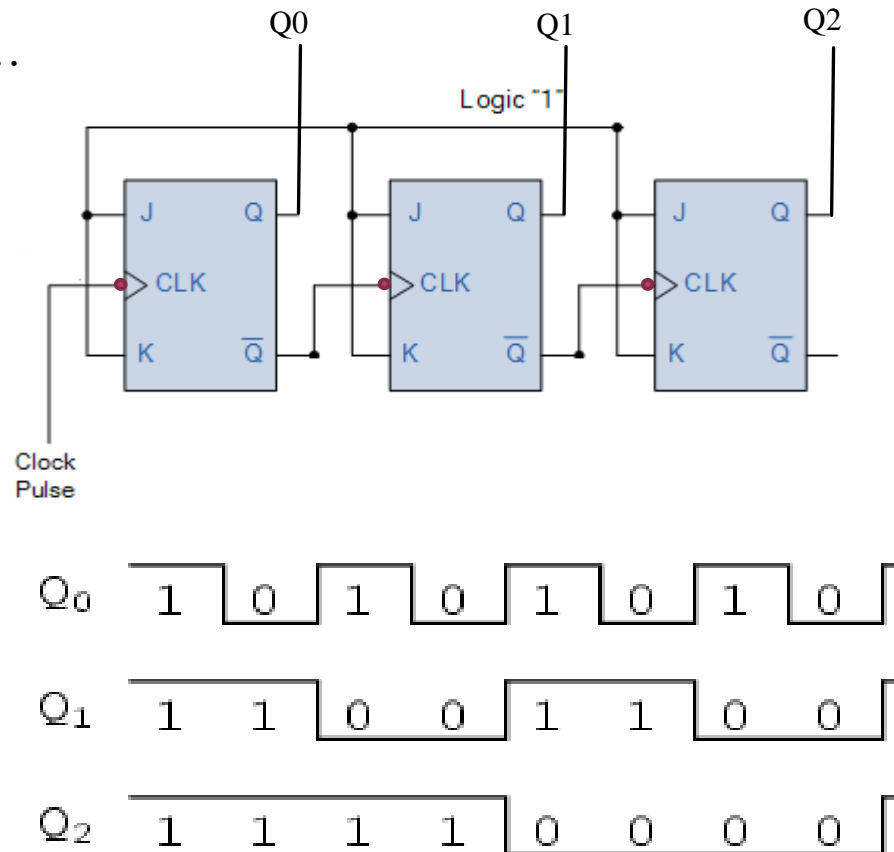 Q0 Q1 Q2
..
Logic "1"
J Q J Q J Q
CLK CLK CLK
K Q̅ K Q̅ K Q̅
Clock
Pulse
Q₀ 1 0 1 0 1 0 1 0
Q₁ 1 1 0 0 1 1 0 0
Q₂ 1 1 1 1 0 0 0 0